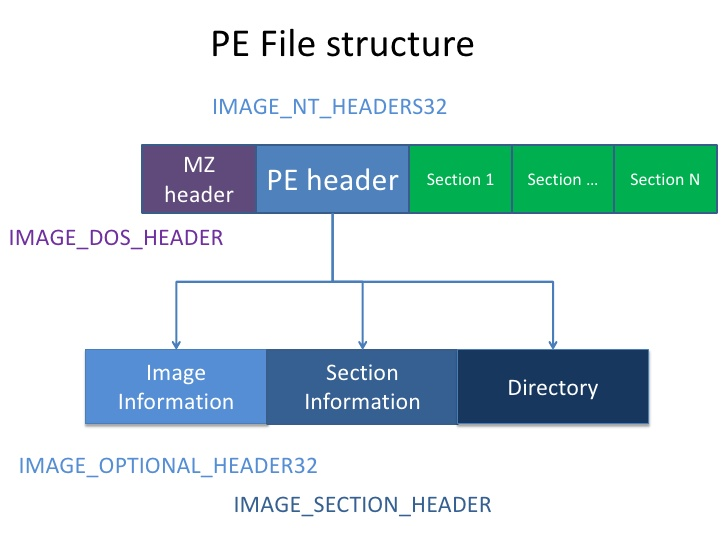 PE File structure
IMAGE_NT_HEADERS32
MZ
header
PE header
Section 1
Section ...
Section N
IMAGE_DOS_HEADER
Image
Information
Section
Information
Directory
IMAGE_OPTIONAL_HEADER32
IMAGE_SECTION_HEADER